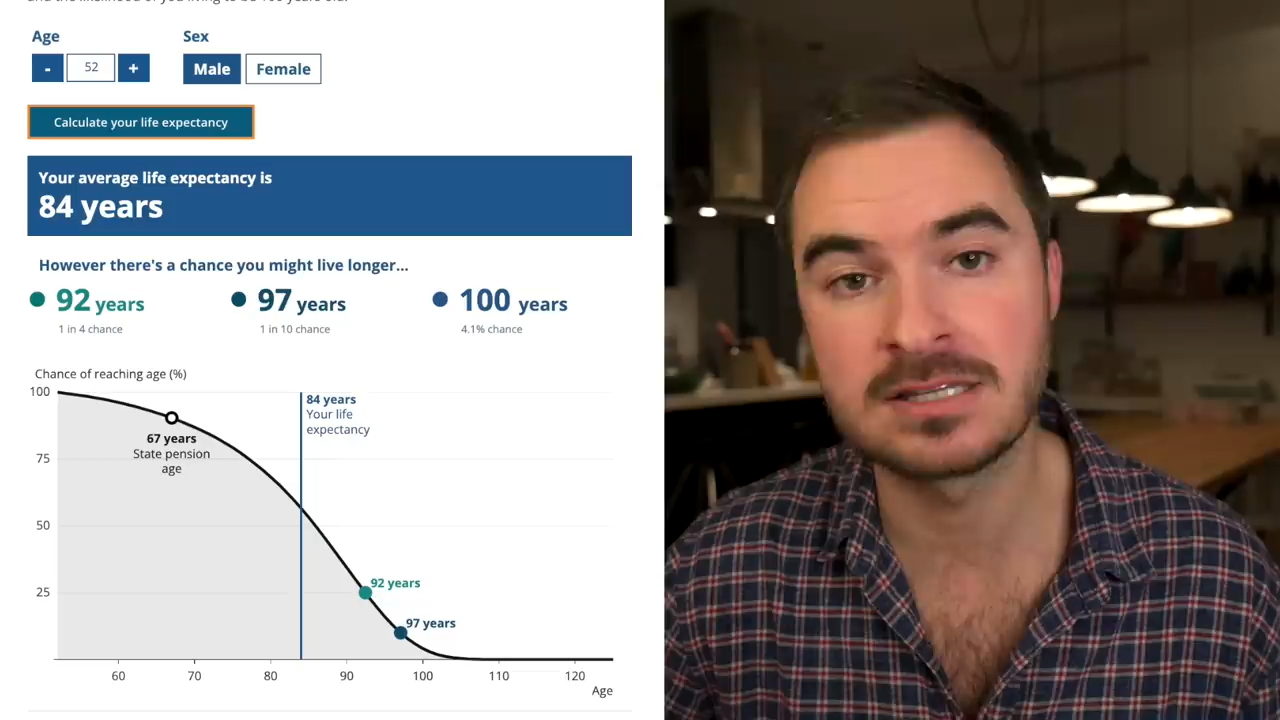 Age
Sex
- 52 +
Male Female
Calculate your life expectancy
Your average life expectancy is
84 years
However there's a chance you might live longer...
92 years
1 in 4 chance
97 years
1 in 10 chance
100 years
4.1% chance
Chance of reaching age (%)
100
75
50
25
67 years
State pension
age
84 years
Your life
expectancy
92 years
97 years
60 70 80 90 100 110 120
Age